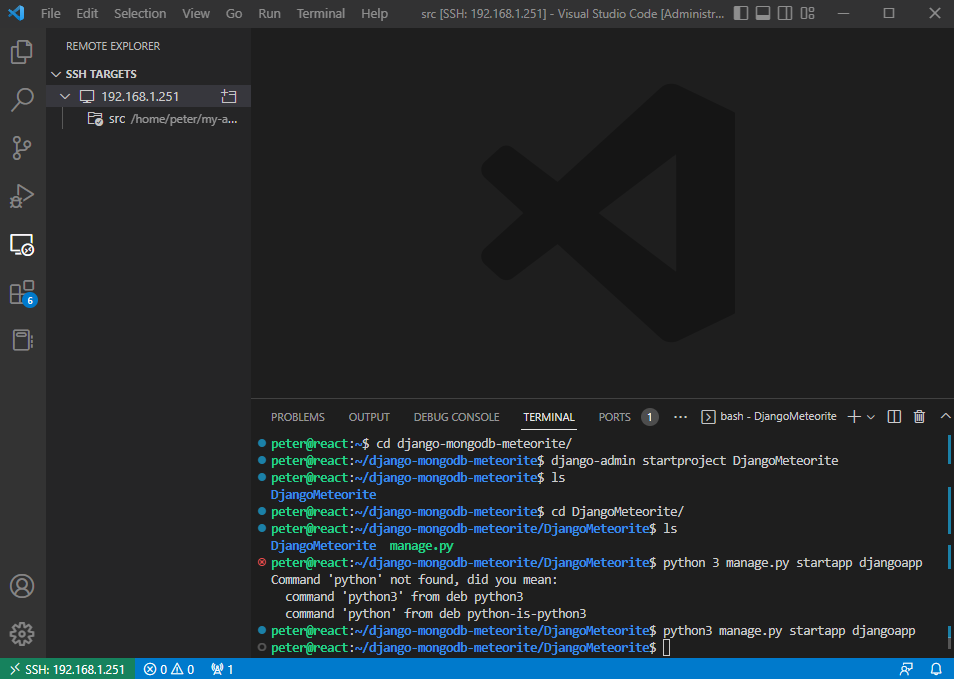 File Edit Selection View Go Run Terminal Help src [SSH: 192.168.1.251] - Visual Studio Code [Administr...
REMOTE EXPLORER
SSH TARGETS
192.168.1.251
src /home/peter/my-a...
6
PROBLEMS OUTPUT DEBUG CONSOLE TERMINAL PORTS 1 ... bash - DjangoMeteorite
peter@react:~$ cd django-mongodb-meteorite/
peter@react:~/django-mongodb-meteorite$ django-admin startproject DjangoMeteorite
peter@react:~/django-mongodb-meteorite$ ls
DjangoMeteorite
peter@react:~/django-mongodb-meteorite$ cd DjangoMeteorite/
peter@react:~/django-mongodb-meteorite/DjangoMeteorite$ ls
DjangoMeteorite manage.py
peter@react:~/django-mongodb-meteorite/DjangoMeteorite$ python 3 manage.py startapp djangoapp
Command 'python' not found, did you mean:
command 'python3' from deb python3
command 'python' from deb python-is-python3
peter@react:~/django-mongodb-meteorite/DjangoMeteorite$ python3 manage.py startapp djangoapp
peter@react:~/django-mongodb-meteorite/DjangoMeteorite$
SSH: 192.168.1.251 0 0 1